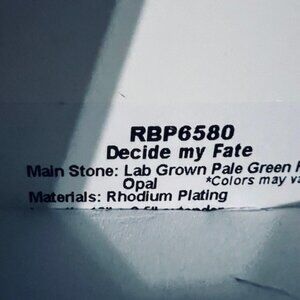 RBP6580
Decide my Fate
Main Stone: Lab Grown Pale Green
Opal *Colors may
Materials: Rhodium Plating